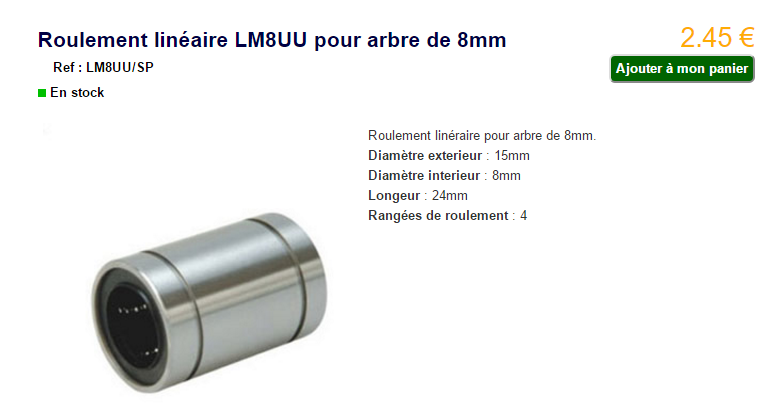 Roulement linéaire LM8UU pour arbre de 8mm
2.45 €
Ref : LM8UU/SP
Ajouter à mon panier
En stock
Roulement linéraire pour arbre de 8mm.
Diamètre exterieur : 15mm
Diamètre interieur : 8mm
Longeur : 24mm
Rangées de roulement : 4